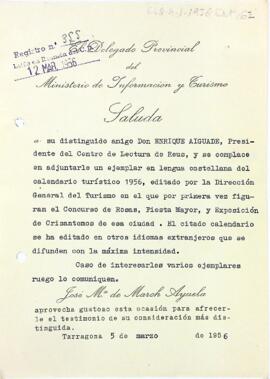 Registro n.º 885
12 MAR. 1956
El Delegado Provincial
del
Ministerio de Información y Turismo
Saluda
a su distinguido amigo Don ENRIQUE AIGUADE, Presi-
dente del Centro de Lectura de Reus, y se complace
en adjuntarle un ejemplar en lengua castellana del
calendario turístico 1956, editado por la Dirección
General del Turismo en el que por primera vez figu-
ran el Concurso de Rosas, Fiesta Mayor, y Exposición
de Crisantemos de esa ciudad . El citado calendario
se ha editado en otros idiomas extranjeros que se
difunden con la máxima intensidad.
Caso de interesarles varios ejemplares
ruego lo comuniquen.
José M.ª de March Ayuela
aprovecha gustoso esta ocasión para afrecer-
le el testimonio de su consideración más dis-
tinguida.
Tarragona 5 de marzo de 1956